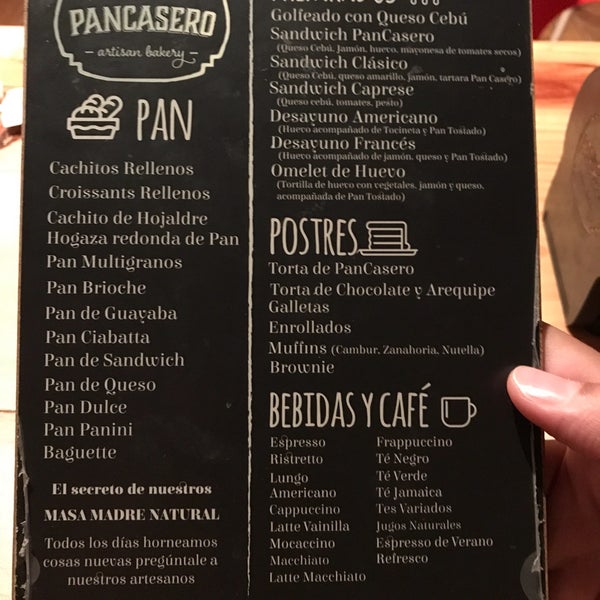 PANCASERO
artisan bakery
PAN
Cachitos Rellenos
Croissants Rellenos
Cachito de Hojaldre
Hogaza redonda de Pan
Pan Multigranos
Pan Brioche
Pan de Guayaba
Pan Ciabatta
Pan de Sandwich
Pan de Queso
Pan Dulce
Pan Panini
Baguette
El secreto de nuestros
MASA MADRE NATURAL
Todos los días horneamos
cosas nuevas pregúntale a
nuestros artesanos
Golfeado con Queso Cebú
Sandwich PanCasero
(Queso Cebú, Jamón, huevo, mayonesa de tomates secos)
Sandwich Clásico
(Queso Cebú, queso amarillo, jamón, tartara Pan Casero)
Sandwich Caprese
(Queso cebú, tomates, pesto)
Desayuno Americano
(Huevo acompañado de Tocineta y Pan Tostado)
Desayuno Francés
(Huevo acompañado de jamón, queso y Pan Tostado)
Omelet de Huevo
(Tortilla de huevo con vegetales, jamón y queso,
acompañada de Pan Tostado)
POSTRES
Torta de PanCasero
Torta de Chocolate y Arequipe
Galletas
Enrollados
Muffins (Cambur, Zanahoria, Nutella)
Brownie
BEBIDAS Y CAFÉ
Espresso
Ristretto
Lungo
Americano
Cappuccino
Latte Vainilla
Mocaccino
Macchiato
Latte Macchiato
Frappuccino
Té Negro
Té Verde
Té Jamaica
Tes Variados
Jugos Naturales
Espresso de Verano
Refresco